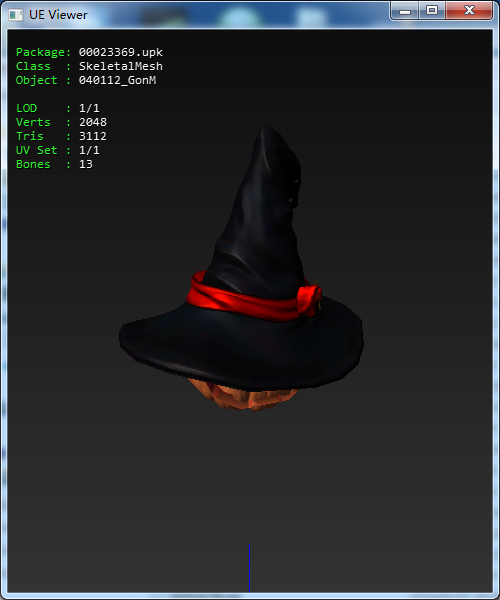 UE Viewer
Package: 00023369.upk
Class : SkeletalMesh
Object : 040112_GonM
LOD : 1/1
Verts : 2048
Tris : 3112
UV Set : 1/1
Bones : 13